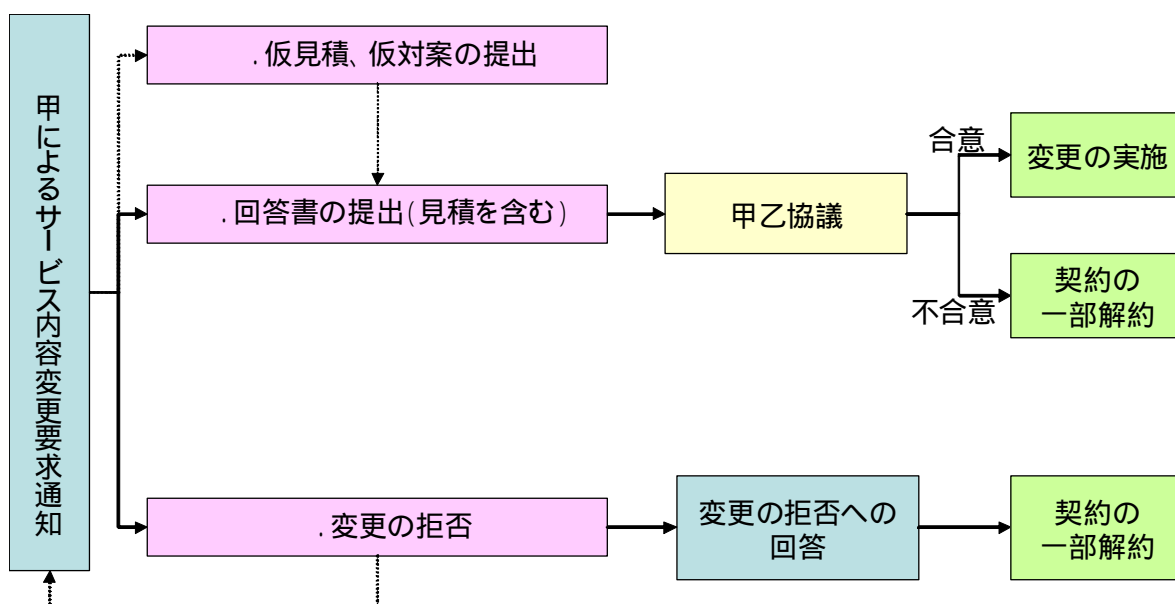 甲によるサービス内容変更要求通知
.仮見積、仮対案の提出
.回答書の提出(見積を含む)
甲乙協議
合意
変更の実施
不合意
契約の
一部解約
.変更の拒否
変更の拒否への
回答
契約の
一部解約